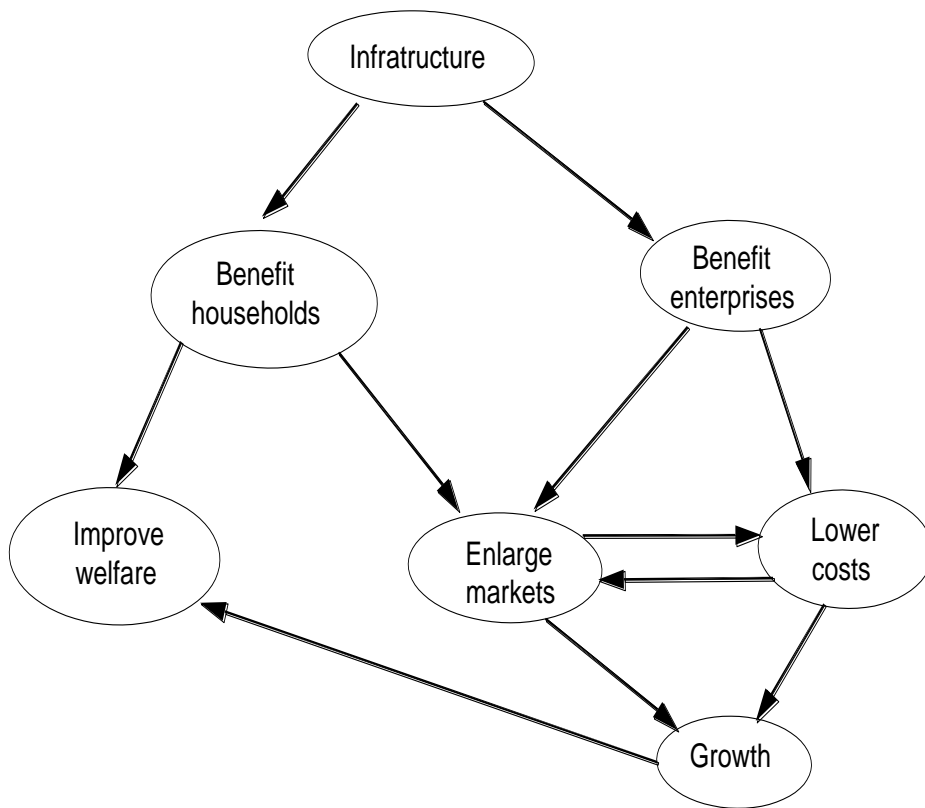 Infratructure
Benefit
households
Benefit
enterprises
Improve
welfare
Enlarge
markets
Lower
costs
Growth